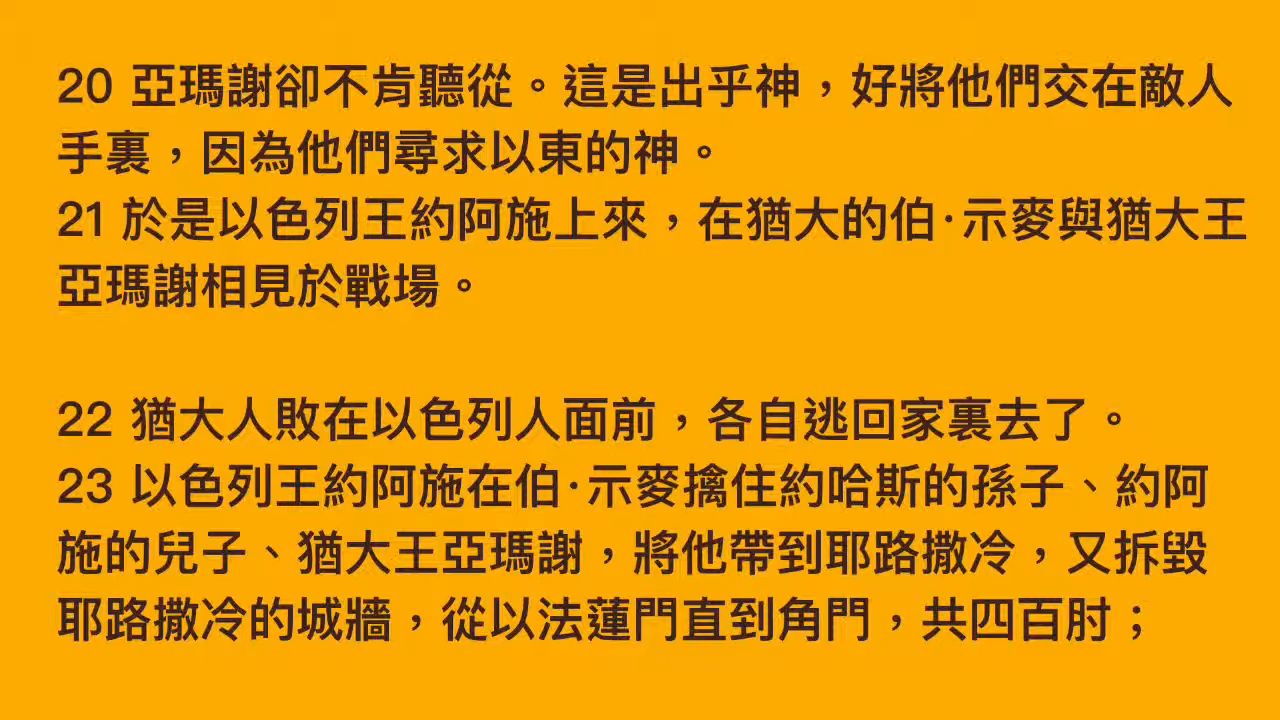 20 亞瑪謝卻不肯聽從。這是出乎神，好將他們交在敵人
手裏，因為他們尋求以東的神。
21 於是以色列王約阿施上來，在猶大的伯·示麥與猶大王
亞瑪謝相見於戰場。
22 猶大人敗在以色列人面前，各自逃回家裏去了。
23 以色列王約阿施在伯·示麥擒住約哈斯的孫子、約阿
施的兒子、猶大王亞瑪謝，將他帶到耶路撒冷，又拆毀
耶路撒冷的城牆，從以法蓮門直到角門，共四百肘；